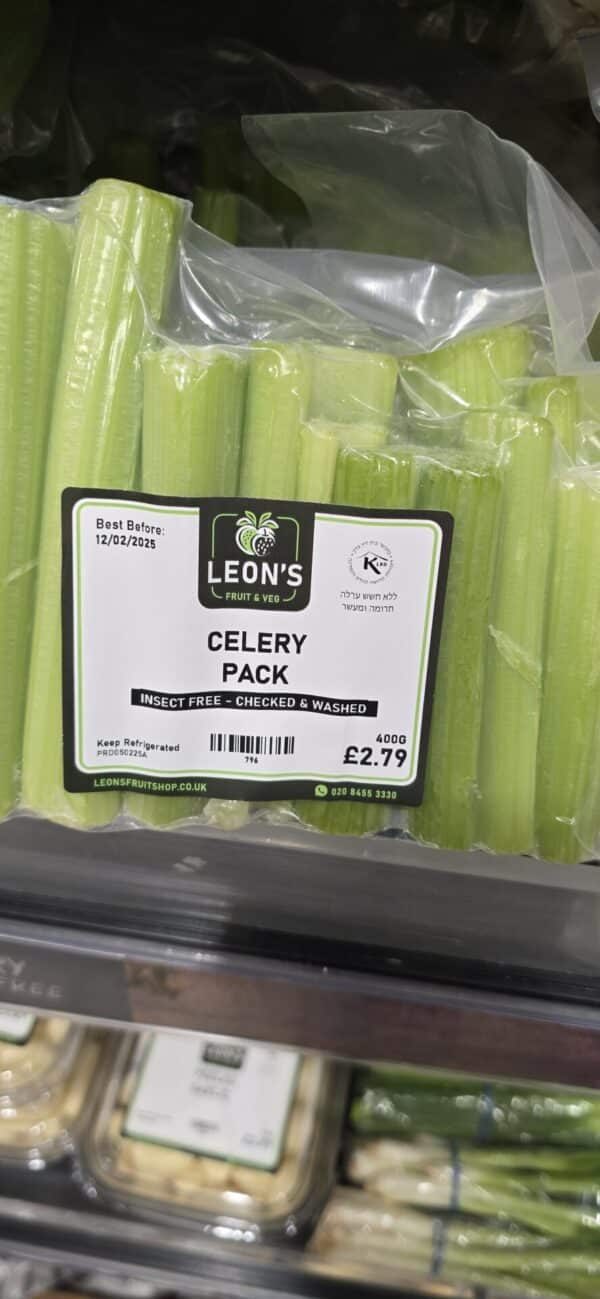 Best Before:
12/02/2025
LEON'S
FRUIT & VEG
K LBD
ללא חשש ערלה
תרומה ומעשר
CELERY
PACK
INSECT FREE - CHECKED & WASHED
Keep Refrigerated
PRD050225A
796
400G
£2.79
LEONSFRUITSHOP.CO.UK
020 8455 3330